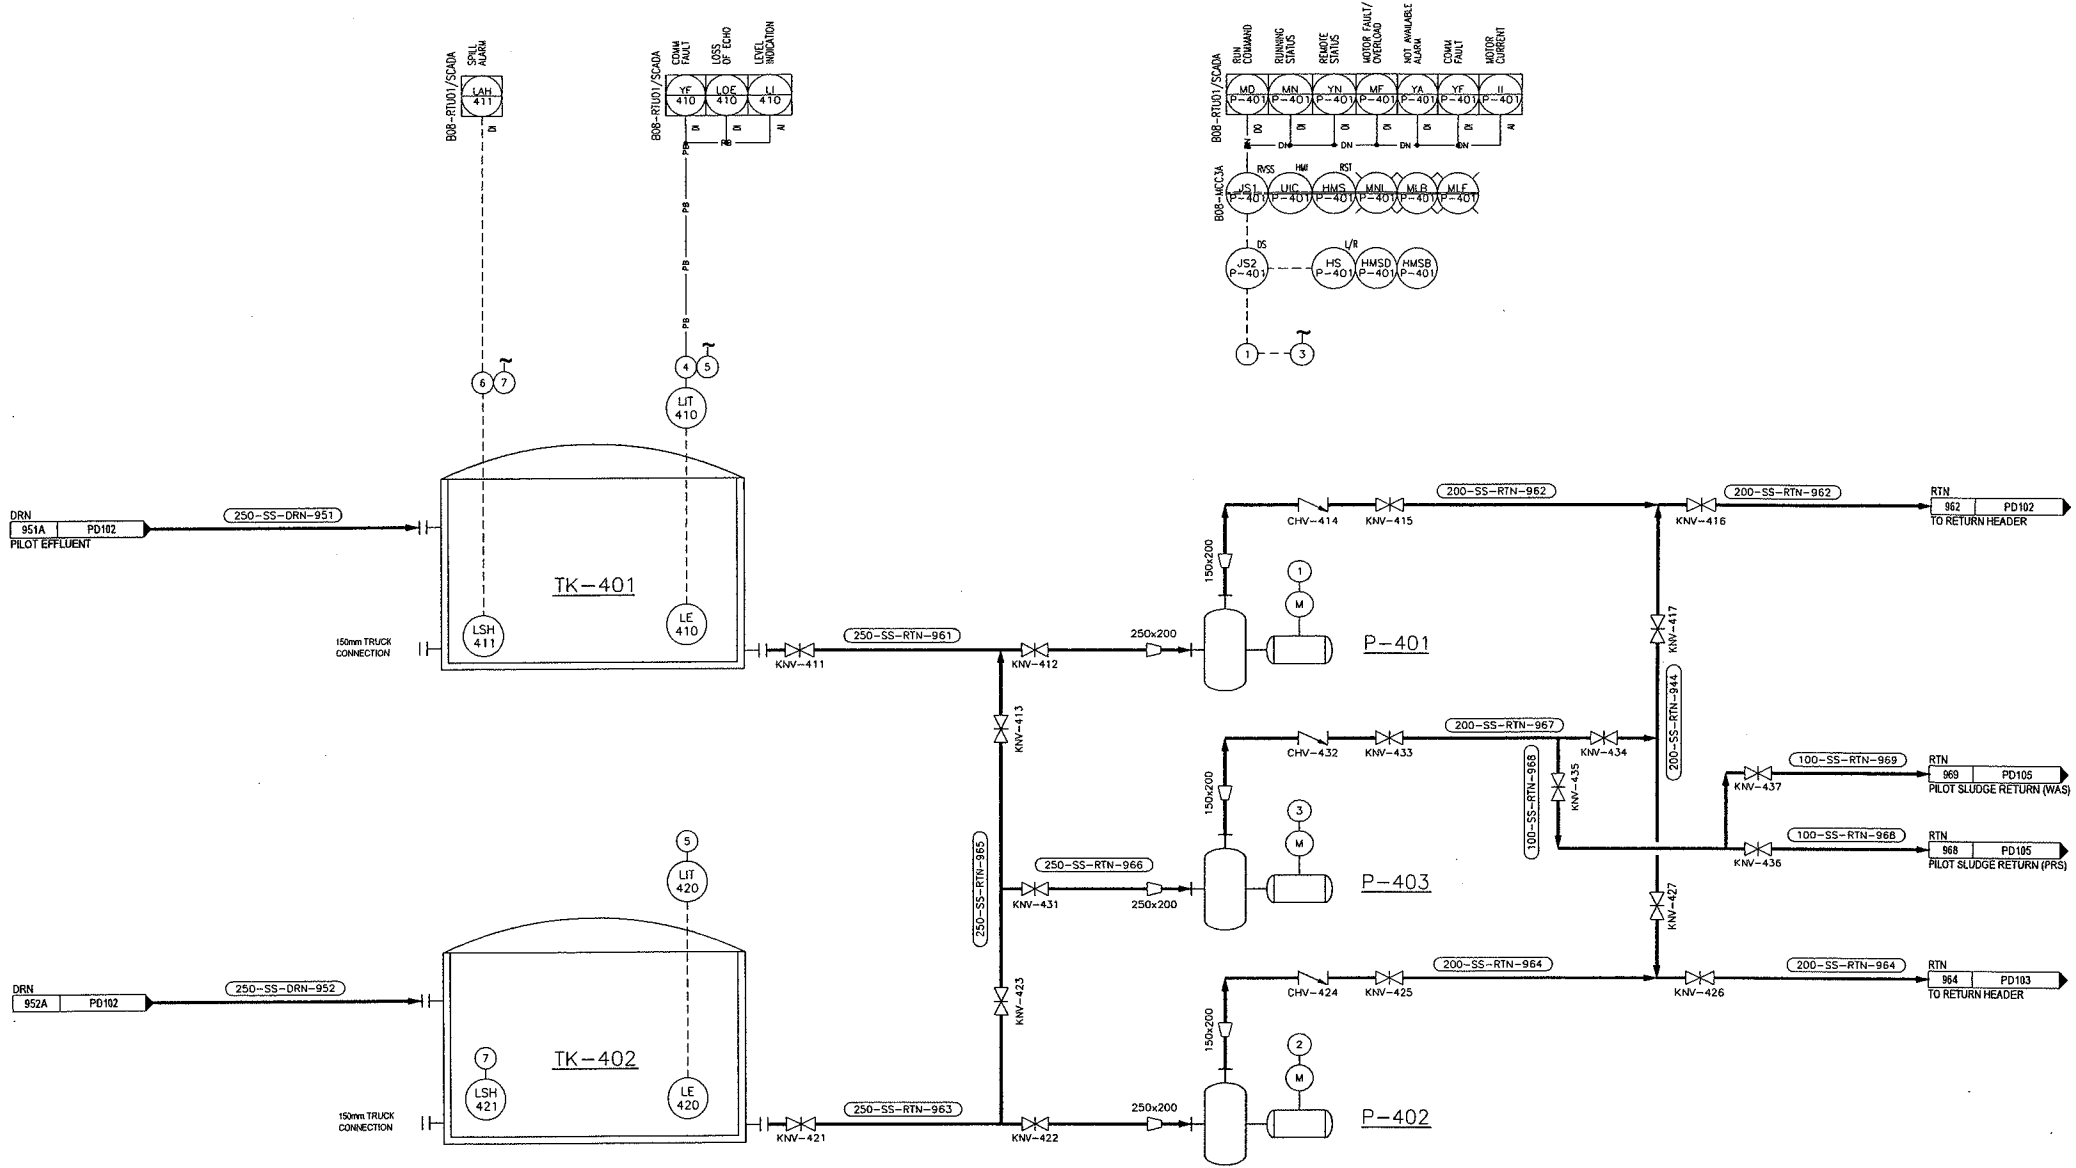 B08-RTU01/SCADA
SPILL
ALARM
LAH
411
DI
B08-RTU01/SCADA
COMM
FAULT
LOSS
OF ECHO
LEVEL
INDICATION
YF
410
LOE
410
LI
410
DI
DI
AI
PB
PB
PB
PB
PB
B08-RTU01/SCADA
RUN
COMMAND
RUNNING
STATUS
REMOTE
STATUS
MOTOR FAULT/
OVERLOAD
NOT AVAILABLE
ALARM
COMM
FAULT
MOTOR
CURRENT
MD
P-401
MN
P-401
YN
P-401
MF
P-401
YA
P-401
YF
P-401
II
P-401
DO
DI
DI
DI
DI
DI
AI
DN
DN
DN
DN
B08-MCC3A
RVSS
HMI
RST
JS1
P-401
UIC
P-401
HMS
P-401
MNL
P-401
MLB
P-401
MLF
P-401
DS
L/R
JS2
P-401
HS
P-401
HMSD
P-401
HMSB
P-401
1
~
3
6
~
7
4
~
5
LIT
410
DRN
951A PD102
PILOT EFFLUENT
250-SS-DRN-951
TK-401
LSH
411
LE
410
150mm TRUCK
CONNECTION
KNV-411
250-SS-RTN-961
KNV-412
250x200
150x200
1
M
P-401
CHV-414
KNV-415
200-SS-RTN-962
KNV-416
200-SS-RTN-962
RTN
962 PD102
TO RETURN HEADER
KNV-417
200-SS-RTN-944
KNV-413
250-SS-RTN-965
KNV-423
250-SS-RTN-966
KNV-431
250x200
150x200
3
M
P-403
CHV-432
KNV-433
200-SS-RTN-967
KNV-434
100-SS-RTN-968
KNV-435
KNV-437
100-SS-RTN-969
RTN
969 PD105
PILOT SLUDGE RETURN (WAS)
KNV-436
100-SS-RTN-968
RTN
968 PD105
PILOT SLUDGE RETURN (PRS)
KNV-427
5
LIT
420
DRN
952A PD102
250-SS-DRN-952
TK-402
7
LSH
421
LE
420
150mm TRUCK
CONNECTION
KNV-421
250-SS-RTN-963
KNV-422
250x200
150x200
2
M
P-402
CHV-424
KNV-425
200-SS-RTN-964
KNV-426
200-SS-RTN-964
RTN
964 PD103
TO RETURN HEADER